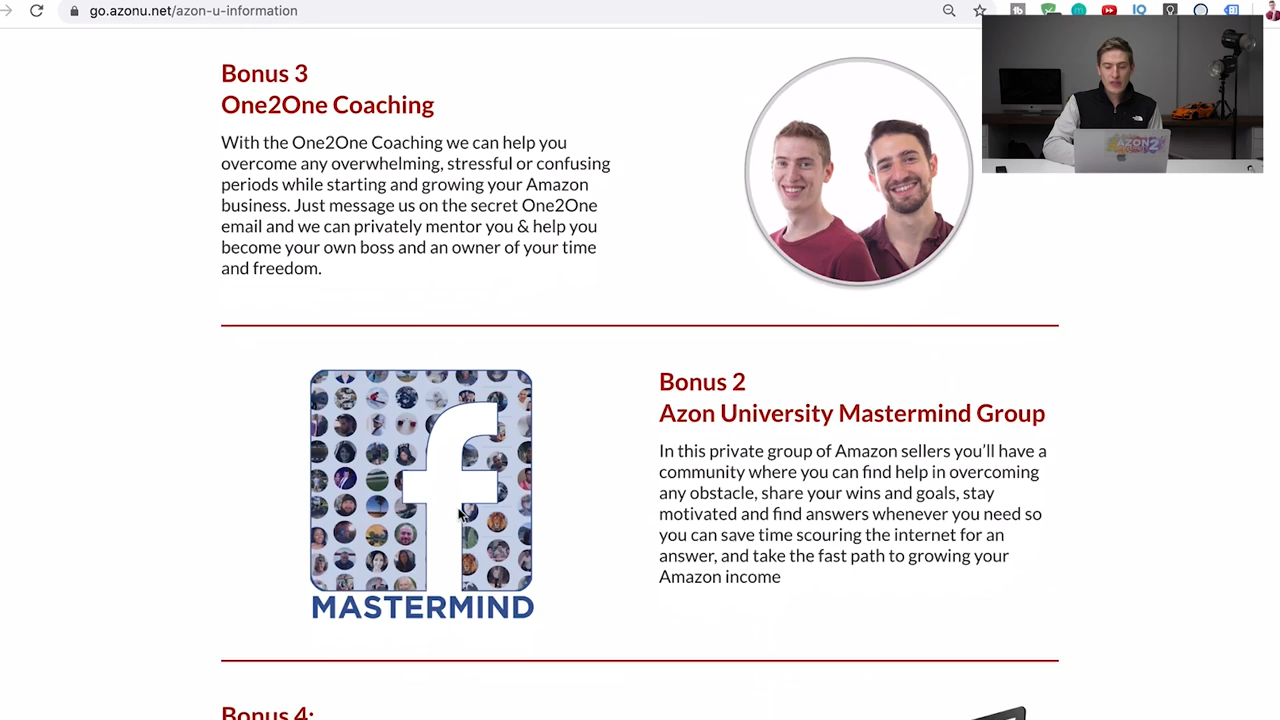 go.azonu.net/azon-u-information
Bonus 3
One2One Coaching
With the One2One Coaching we can help you
overcome any overwhelming, stressful or confusing
periods while starting and growing your Amazon
business. Just message us on the secret One2One
email and we can privately mentor you & help you
become your own boss and an owner of your time
and freedom.
AZON
MASTERMIND
Bonus 2
Azon University Mastermind Group
In this private group of Amazon sellers you'll have a
community where you can find help in overcoming
any obstacle, share your wins and goals, stay
motivated and find answers whenever you need so
you can save time scouring the internet for an
answer, and take the fast path to growing your
Amazon income
Bonus 4: